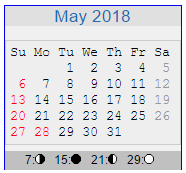 May 2018
Su Mo Tu We Th Fr Sa
1 2 3 4 5
6 7 8 9 10 11 12
13 14 15 16 17 18 19
20 21 22 23 24 25 26
27 28 29 30 31
7: 15: 21: 29: